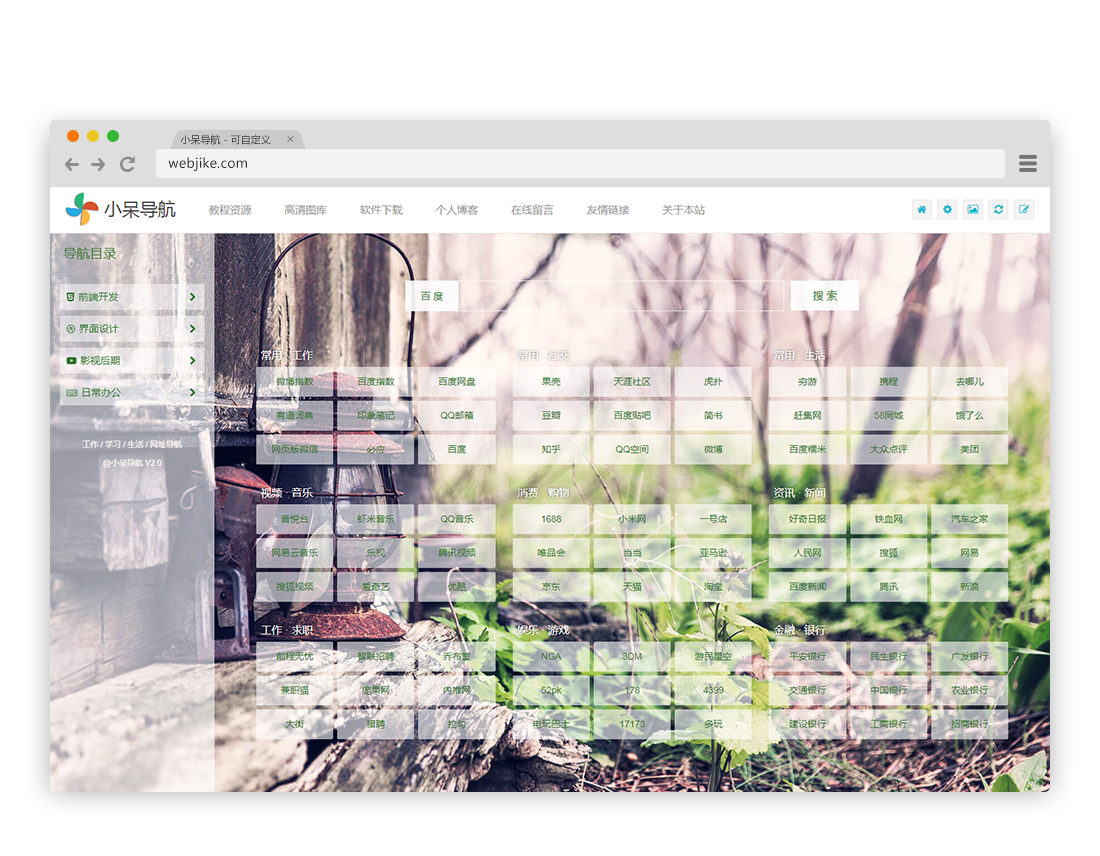 小呆导航 - 可自定义
webjike.com
小呆导航 教程资源 高清图库 软件下载 个人博客 在线留言 友情链接 关于本站
导航目录
前端开发
界面设计
影视后期
日常办公
工作 / 学习 / 生活 / 网址导航
@小呆导航 V2.0
百 度 搜 索
常用 · 工作
微博指数 百度指数 百度网盘
有道词典 印象笔记 QQ邮箱
网页版微信 必应 百度
常用 · 社交
果壳 天涯社区 虎扑
豆瓣 百度贴吧 简书
知乎 QQ空间 微博
常用 · 生活
穷游 携程 去哪儿
赶集网 58同城 饿了么
百度糯米 大众点评 美团
视频 · 音乐
音悦台 虾米音乐 QQ音乐
网易云音乐 乐视 腾讯视频
搜狐视频 爱奇艺 优酷
消费 · 购物
1688 小米网 一号店
唯品会 当当 亚马逊
京东 天猫 淘宝
资讯 · 新闻
好奇日报 铁血网 汽车之家
人民网 搜狐 网易
百度新闻 腾讯 新浪
工作 · 求职
前程无忧 智联招聘 乔布堂
兼职猫 应届网 内推网
大街 猎聘 拉勾
娱乐 · 游戏
NGA 3DM 游民星空
52pk 178 4399
电玩巴士 17173 多玩
金融 · 银行
平安银行 民生银行 广发银行
交通银行 中国银行 农业银行
建设银行 工商银行 招商银行